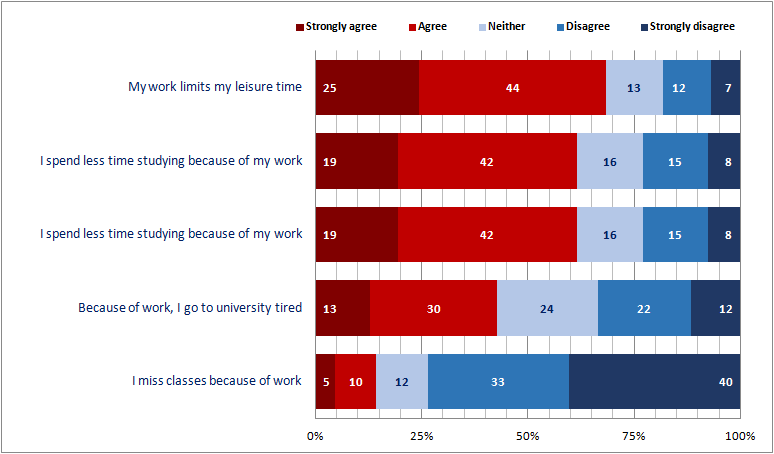 Strongly agree Agree Neither Disagree Strongly disagree
My work limits my leisure time 25 44 13 12 7
I spend less time studying because of my work 19 42 16 15 8
I spend less time studying because of my work 19 42 16 15 8
Because of work, I go to university tired 13 30 24 22 12
I miss classes because of work 5 10 12 33 40
0% 25% 50% 75% 100%